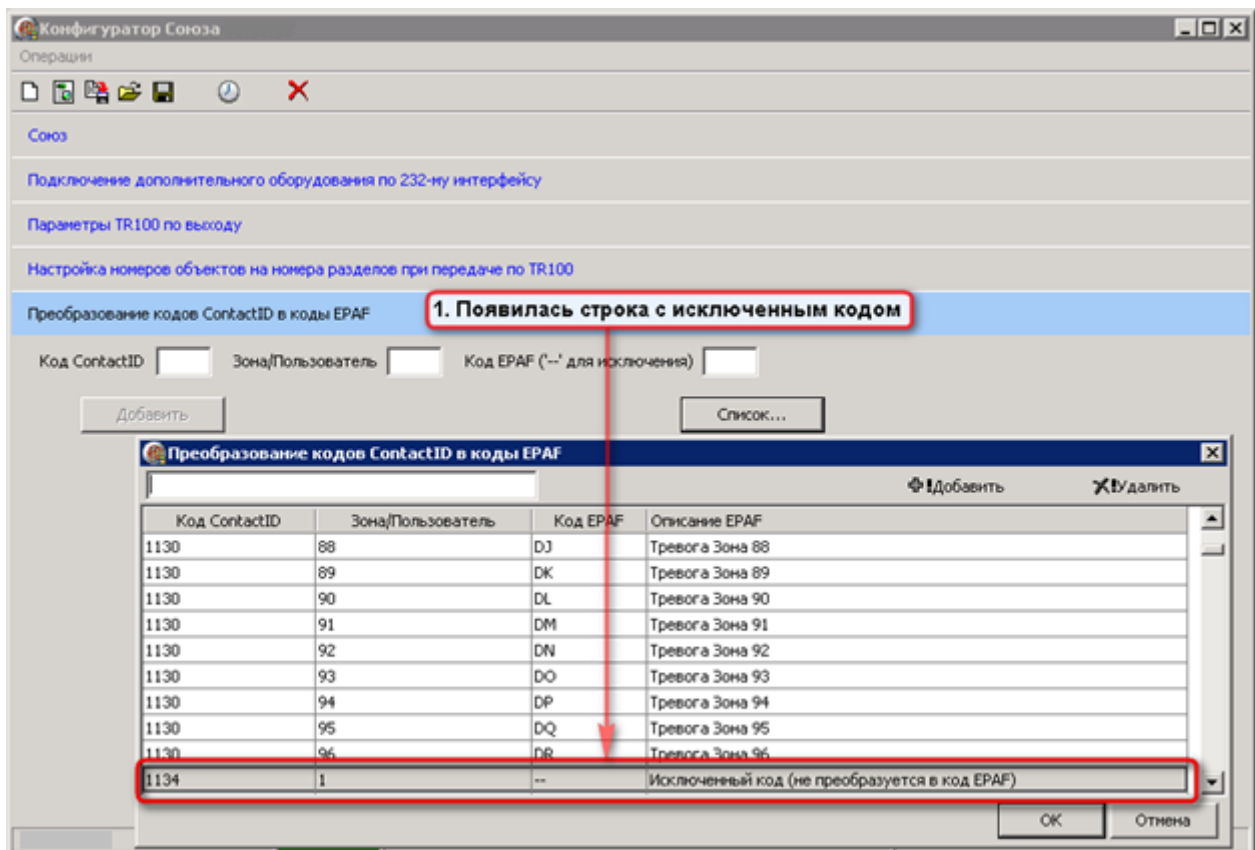 Конфигуратор Союза
Операции
Союз
Подключение дополнительного оборудования по 232-му интерфейсу
Параметры TR100 по выходу
Настройка номеров объектов на номера разделов при передаче по TR100
Преобразование кодов ContactID в коды EPAF
1. Появилась строка с исключенным кодом
Код ContactID Зона/Пользователь Код EPAF ('--' для исключения)
Добавить Список...
Преобразование кодов ContactID в коды EPAF
!Добавить !Удалить
Код ContactID Зона/Пользователь Код EPAF Описание EPAF
1130 88 DJ Тревога Зона 88
1130 89 DK Тревога Зона 89
1130 90 DL Тревога Зона 90
1130 91 DM Тревога Зона 91
1130 92 DN Тревога Зона 92
1130 93 DO Тревога Зона 93
1130 94 DP Тревога Зона 94
1130 95 DQ Тревога Зона 95
1130 96 DR Тревога Зона 96
1134 1 -- Исключенный код (не преобразуется в код EPAF)
OK Отмена